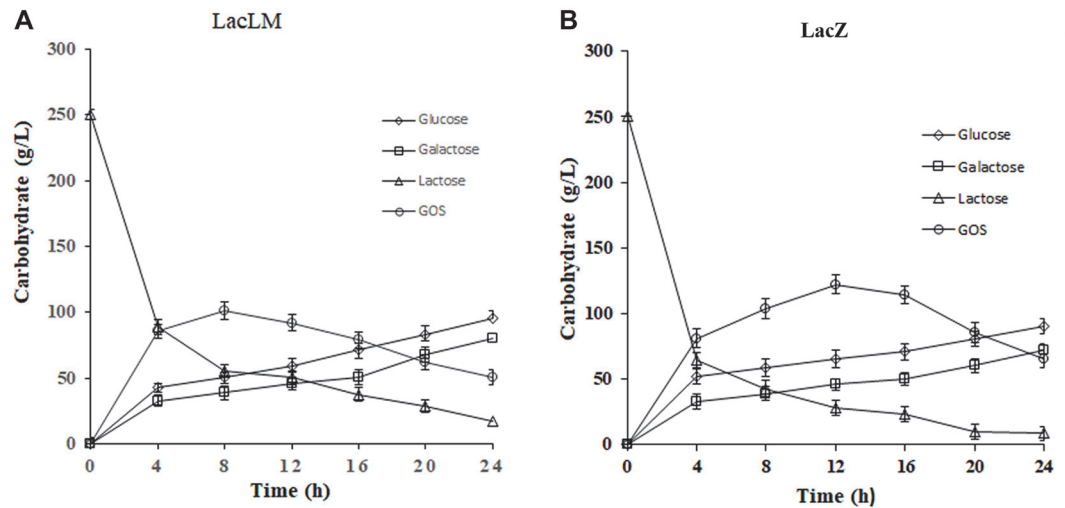 A
LacLM
300
250
200
150
100
50
0
Carbohydrate (g/L)
0 4 8 12 16 20 24
Time (h)
Glucose
Galactose
Lactose
GOS
B
LacZ
300
250
200
150
100
50
0
Carbohydrate (g/L)
0 4 8 12 16 20 24
Time (h)
Glucose
Galactose
Lactose
GOS